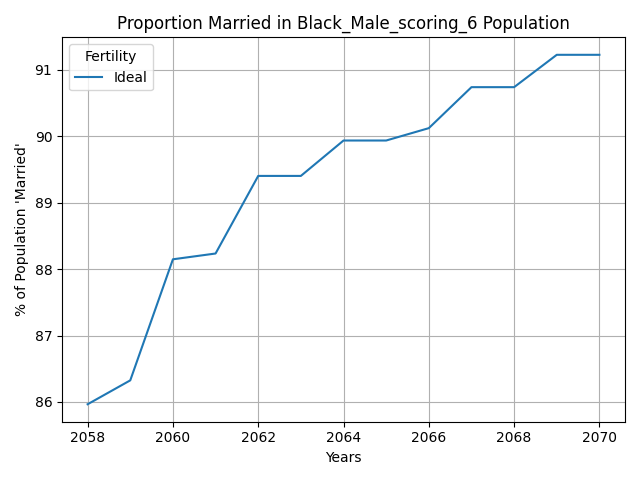 Proportion Married in Black_Male_scoring_6 Population
Fertility
Ideal
% of Population 'Married'
91
90
89
88
87
86
2058 2060 2062 2064 2066 2068 2070
Years